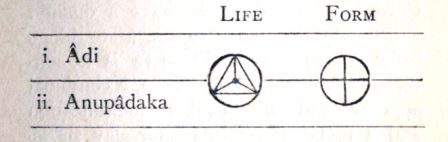 LIFE FORM
i. Âdi
ii. Anupâdaka